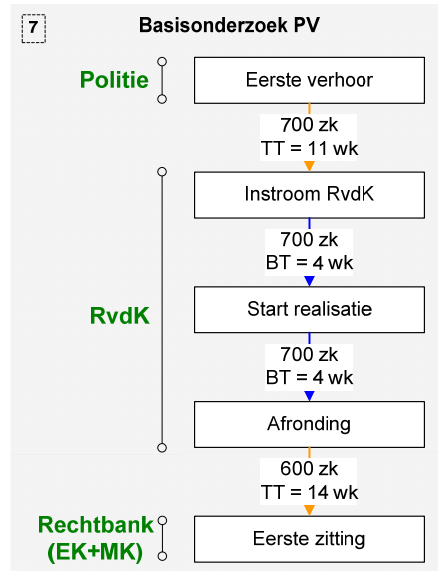 7
Basisonderzoek PV
Politie
Eerste verhoor
700 zk
TT = 11 wk
Instroom RvdK
700 zk
BT = 4 wk
RvdK
Start realisatie
700 zk
BT = 4 wk
Afronding
600 zk
TT = 14 wk
Rechtbank
(EK+MK)
Eerste zitting